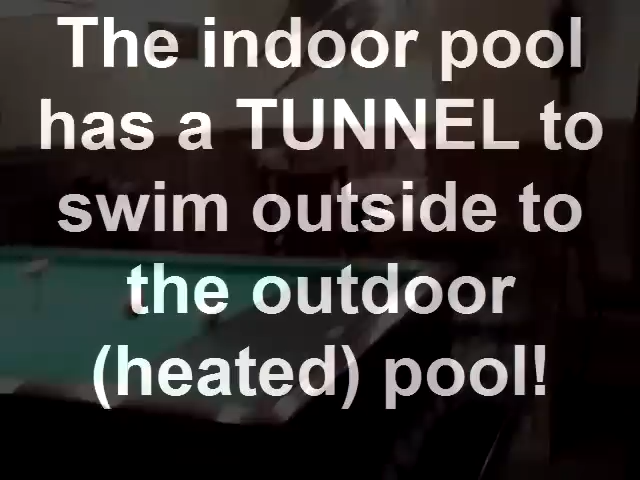 The indoor pool
has a TUNNEL to
swim outside to
the outdoor
(heated) pool!